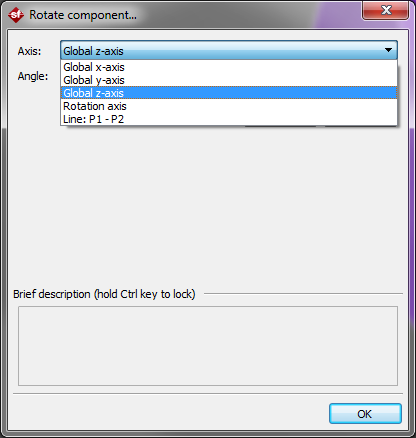 Rotate component...
Axis: Global z-axis
Global x-axis
Angle: Global y-axis
Global z-axis
Rotation axis
Line: P1 - P2
Brief description (hold Ctrl key to lock)
OK